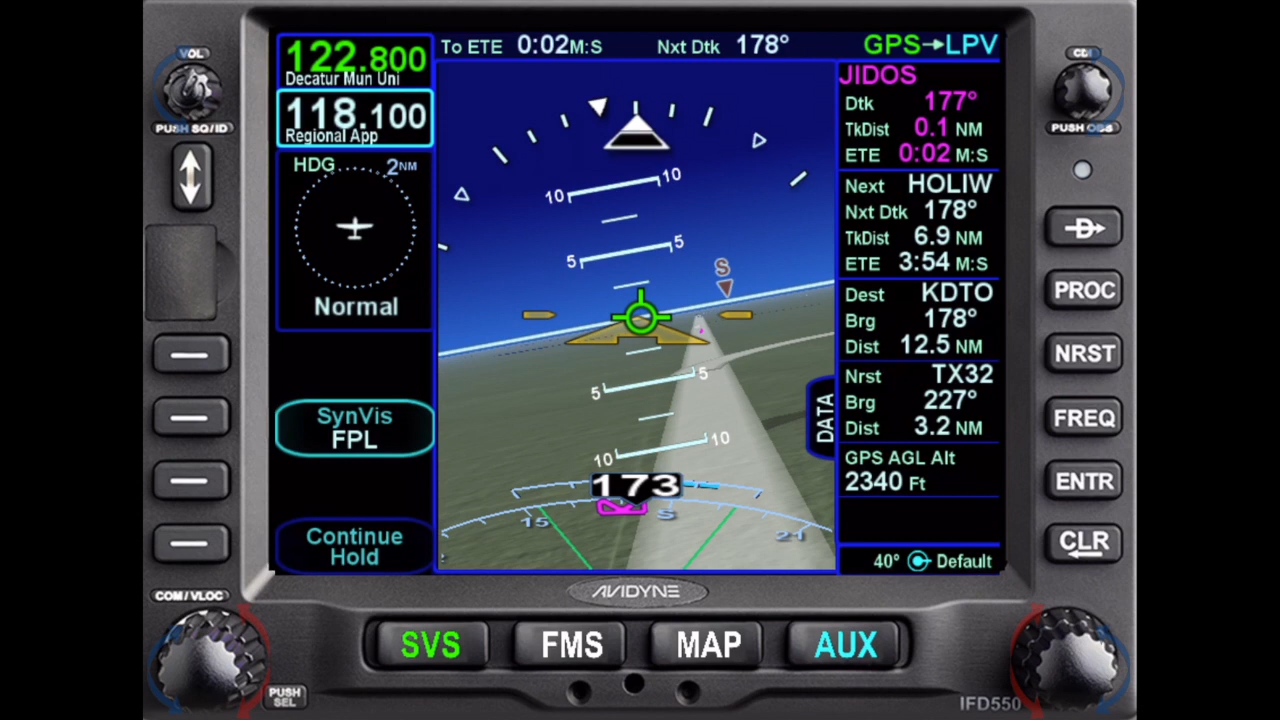 VOL
PUSH SQ/ID
122.800
Decatur Mun Uni
118.100
Regional App
HDG
2NM
Normal
SynVis
FPL
Continue
Hold
COM/VLOC
PUSH
SEL
To ETE 0:02M:S Nxt Dtk 178° GPS→LPV
10 10
5 5
S
5 5
10 10
173
15 S 21
DATA
JIDOS
Dtk 177°
TkDist 0.1 NM
ETE 0:02 M:S
Next HOLIW
Nxt Dtk 178°
TkDist 6.9 NM
ETE 3:54 M:S
Dest KDTO
Brg 178°
Dist 12.5 NM
Nrst TX32
Brg 227°
Dist 3.2 NM
GPS AGL Alt
2340 Ft
40° Default
CDI
PUSH OBS
D
PROC
NRST
FREQ
ENTR
CLR
AVIDYNE
SVS FMS MAP AUX
IFD550